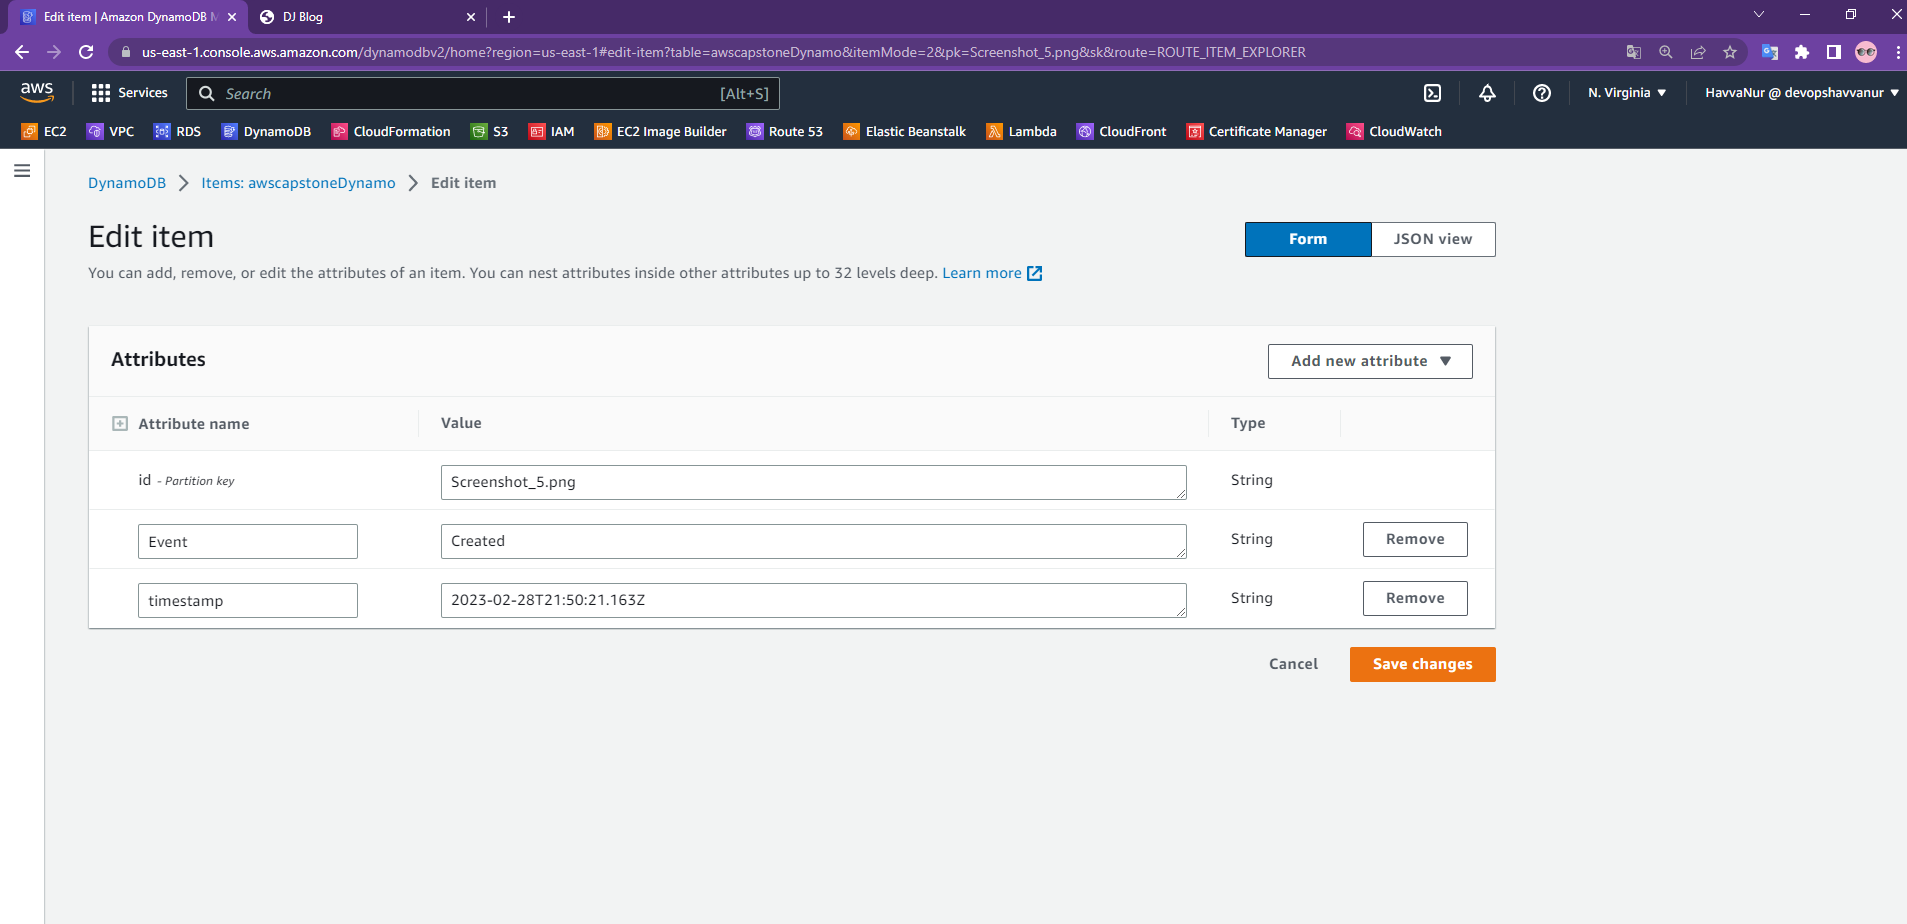 Edit item | Amazon DynamoDB M
DJ Blog
us-east-1.console.aws.amazon.com/dynamodbv2/home?region=us-east-1#edit-item?table=awscapstoneDynamo&itemMode=2&pk=Screenshot_5.png&sk&route=ROUTE_ITEM_EXPLORER
aws Services Search [Alt+S] N. Virginia HavvaNur @ devopshavvanur
EC2 VPC RDS DynamoDB CloudFormation S3 IAM EC2 Image Builder Route 53 Elastic Beanstalk Lambda CloudFront Certificate Manager CloudWatch
DynamoDB Items: awscapstoneDynamo Edit item
Edit item
Form JSON view
You can add, remove, or edit the attributes of an item. You can nest attributes inside other attributes up to 32 levels deep. Learn more
Attributes
Add new attribute
Attribute name Value Type
id - Partition key Screenshot_5.png String
Event Created String Remove
timestamp 2023-02-28T21:50:21.163Z String Remove
Cancel Save changes